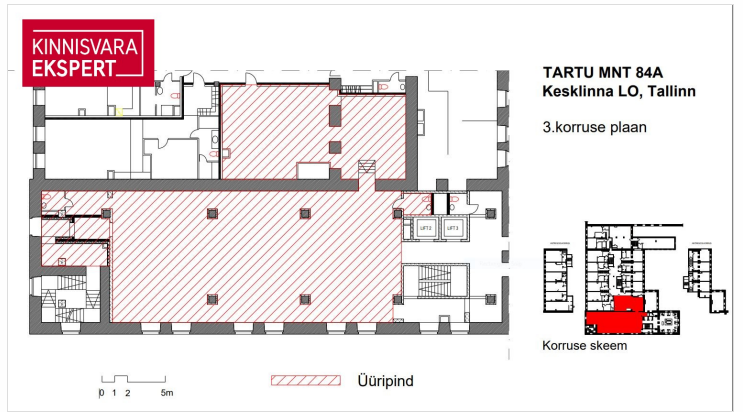 KINNISVARA
EKSPERT
TARTU MNT 84A
Kesklinna LO, Tallinn
3.korruse plaan
LIFT 2
LIFT 3
Korruse skeem
0 1 2 5m
Üüripind